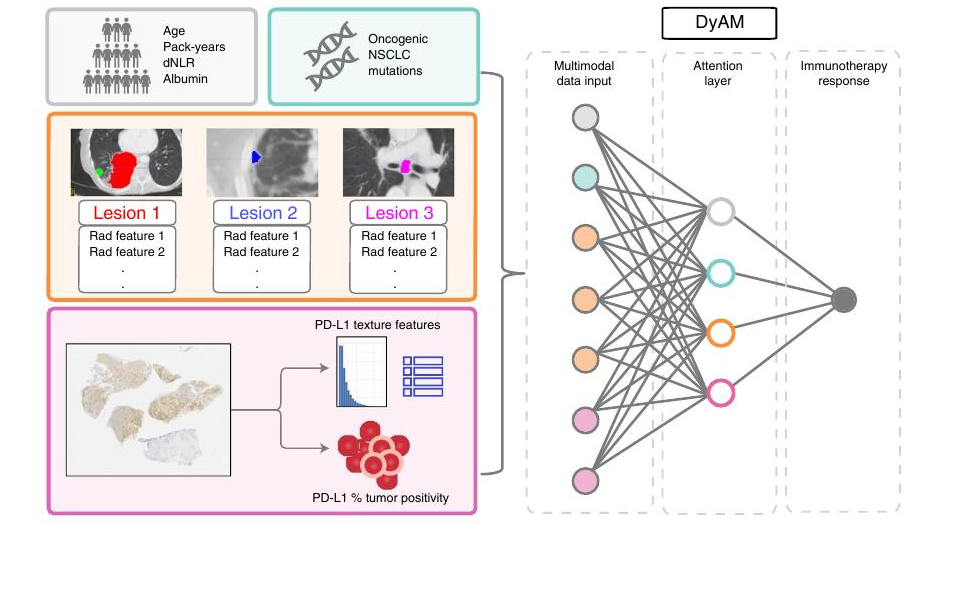 Age
Pack-years
dNLR
Albumin
Oncogenic
NSCLC
mutations
Lesion 1
Rad feature 1
Rad feature 2
.
.
Lesion 2
Rad feature 1
Rad feature 2
.
.
Lesion 3
Rad feature 1
Rad feature 2
.
.
PD-L1 texture features
PD-L1 % tumor positivity
DyAM
Multimodal
data input
Attention
layer
Immunotherapy
response